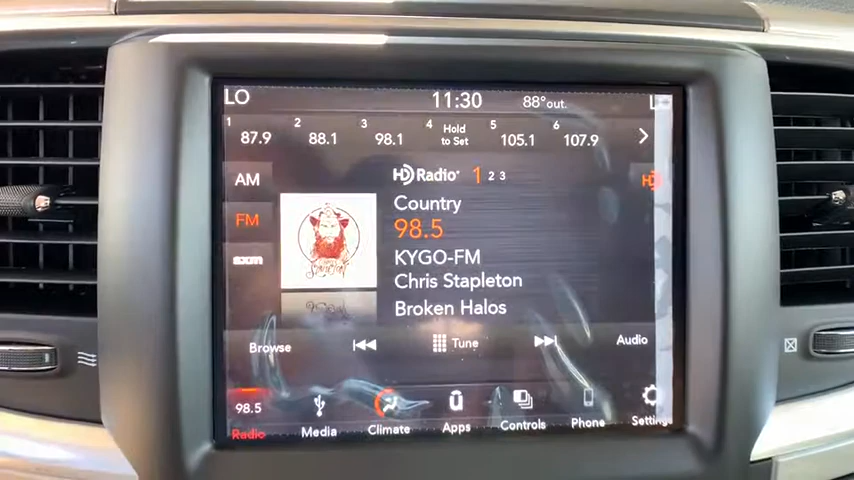 LO 11:30 88°out.
1 87.9 2 88.1 3 98.1 4 Hold to Set 5 105.1 6 107.9
HD Radio 1 2 3
AM
FM
Country
98.5
KYGO-FM
Chris Stapleton
Broken Halos
Browse Tune Audio
98.5
Radio Media Climate Apps Controls Phone Settings